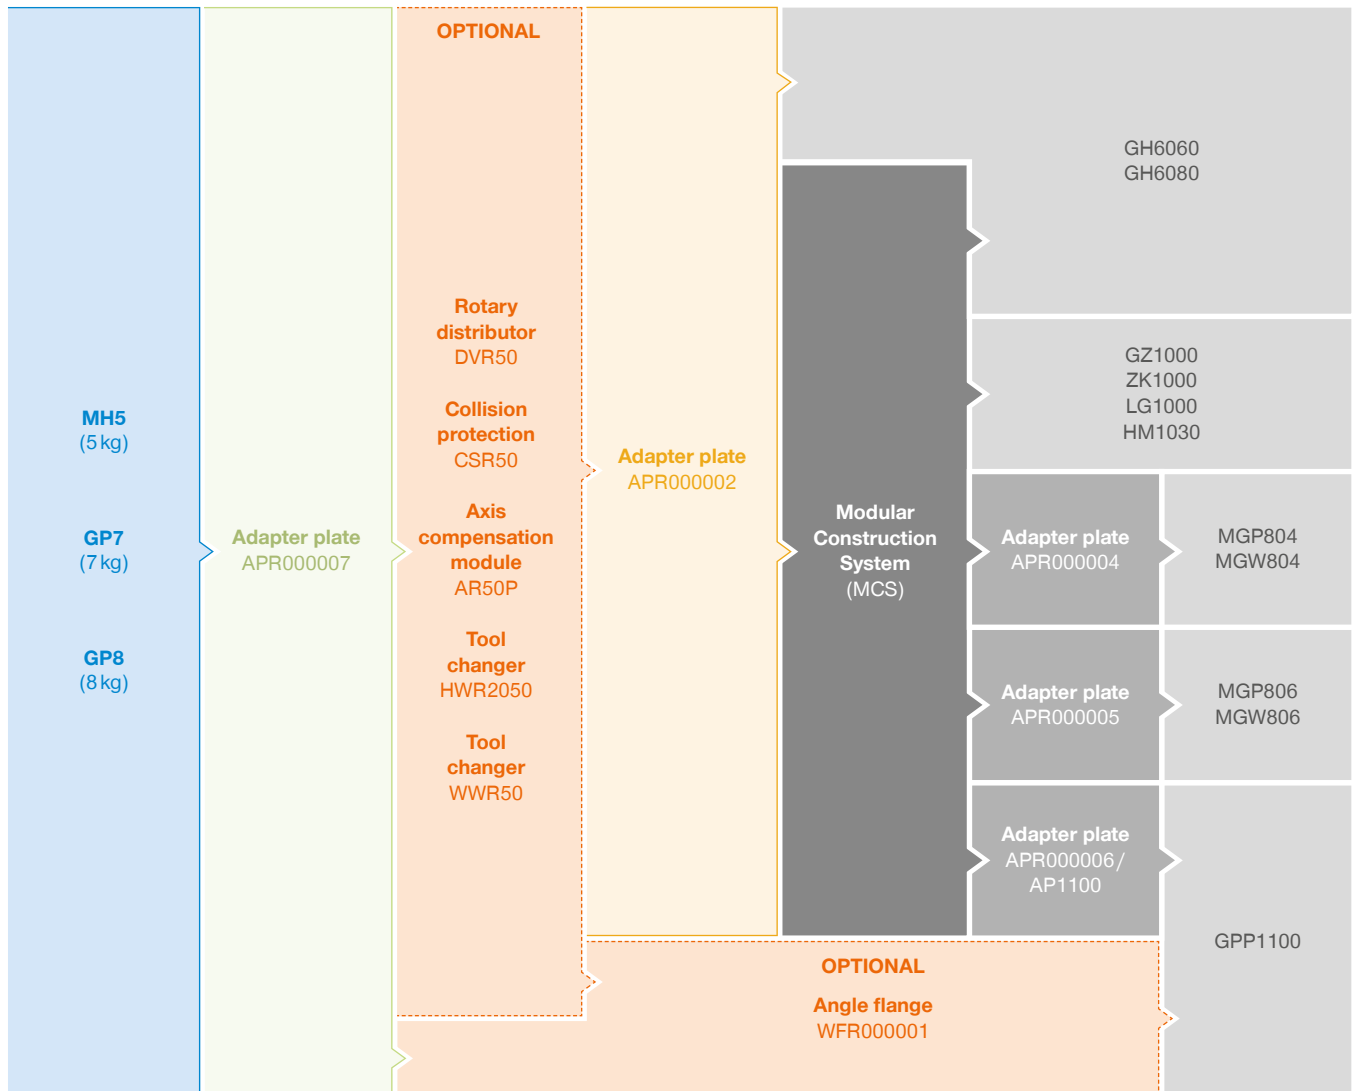 MH5
(5 kg)
GP7
(7 kg)
GP8
(8 kg)
Adapter plate
APR000007
OPTIONAL
Rotary
distributor
DVR50
Collision
protection
CSR50
Axis
compensation
module
AR50P
Tool
changer
HWR2050
Tool
changer
WWR50
Adapter plate
APR000002
Modular
Construction
System
(MCS)
GH6060
GH6080
GZ1000
ZK1000
LG1000
HM1030
Adapter plate
APR000004
MGP804
MGW804
Adapter plate
APR000005
MGP806
MGW806
Adapter plate
APR000006 /
AP1100
GPP1100
OPTIONAL
Angle flange
WFR000001